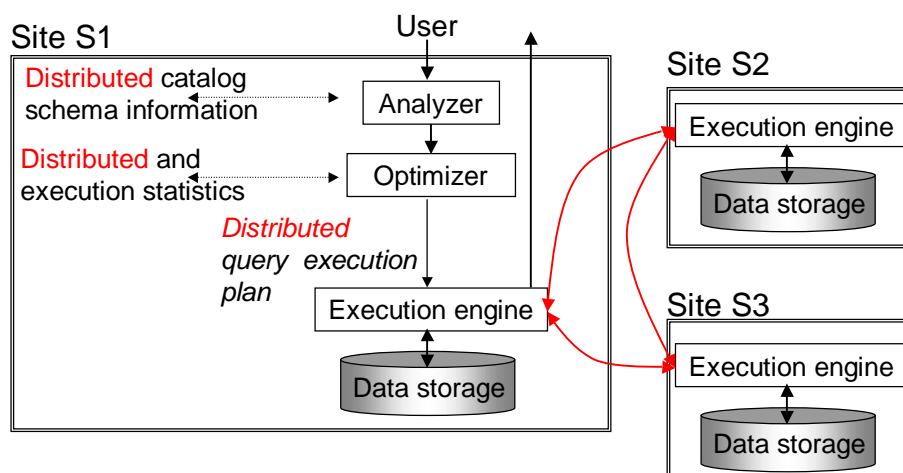 User
Site S1
Distributed catalog
schema information
Analyzer
Distributed and
execution statistics
Optimizer
Distributed
query execution
plan
Execution engine
Data storage
Site S2
Execution engine
Data storage
Site S3
Execution engine
Data storage